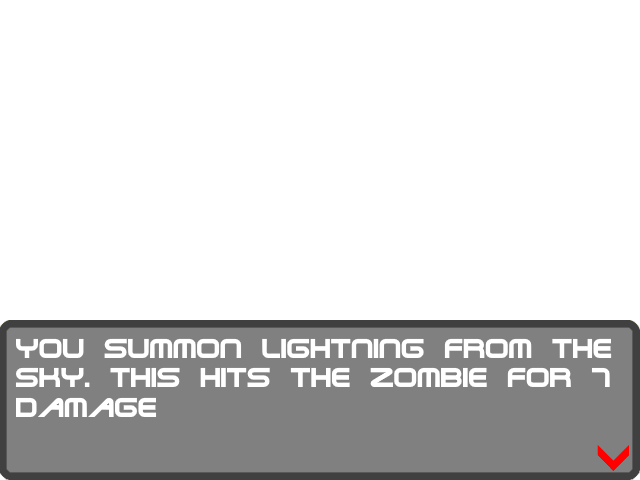 YOU SUMMON LIGHTNING FROM THE
SKY. THIS HITS THE ZOMBIE FOR 7
DAMAGE